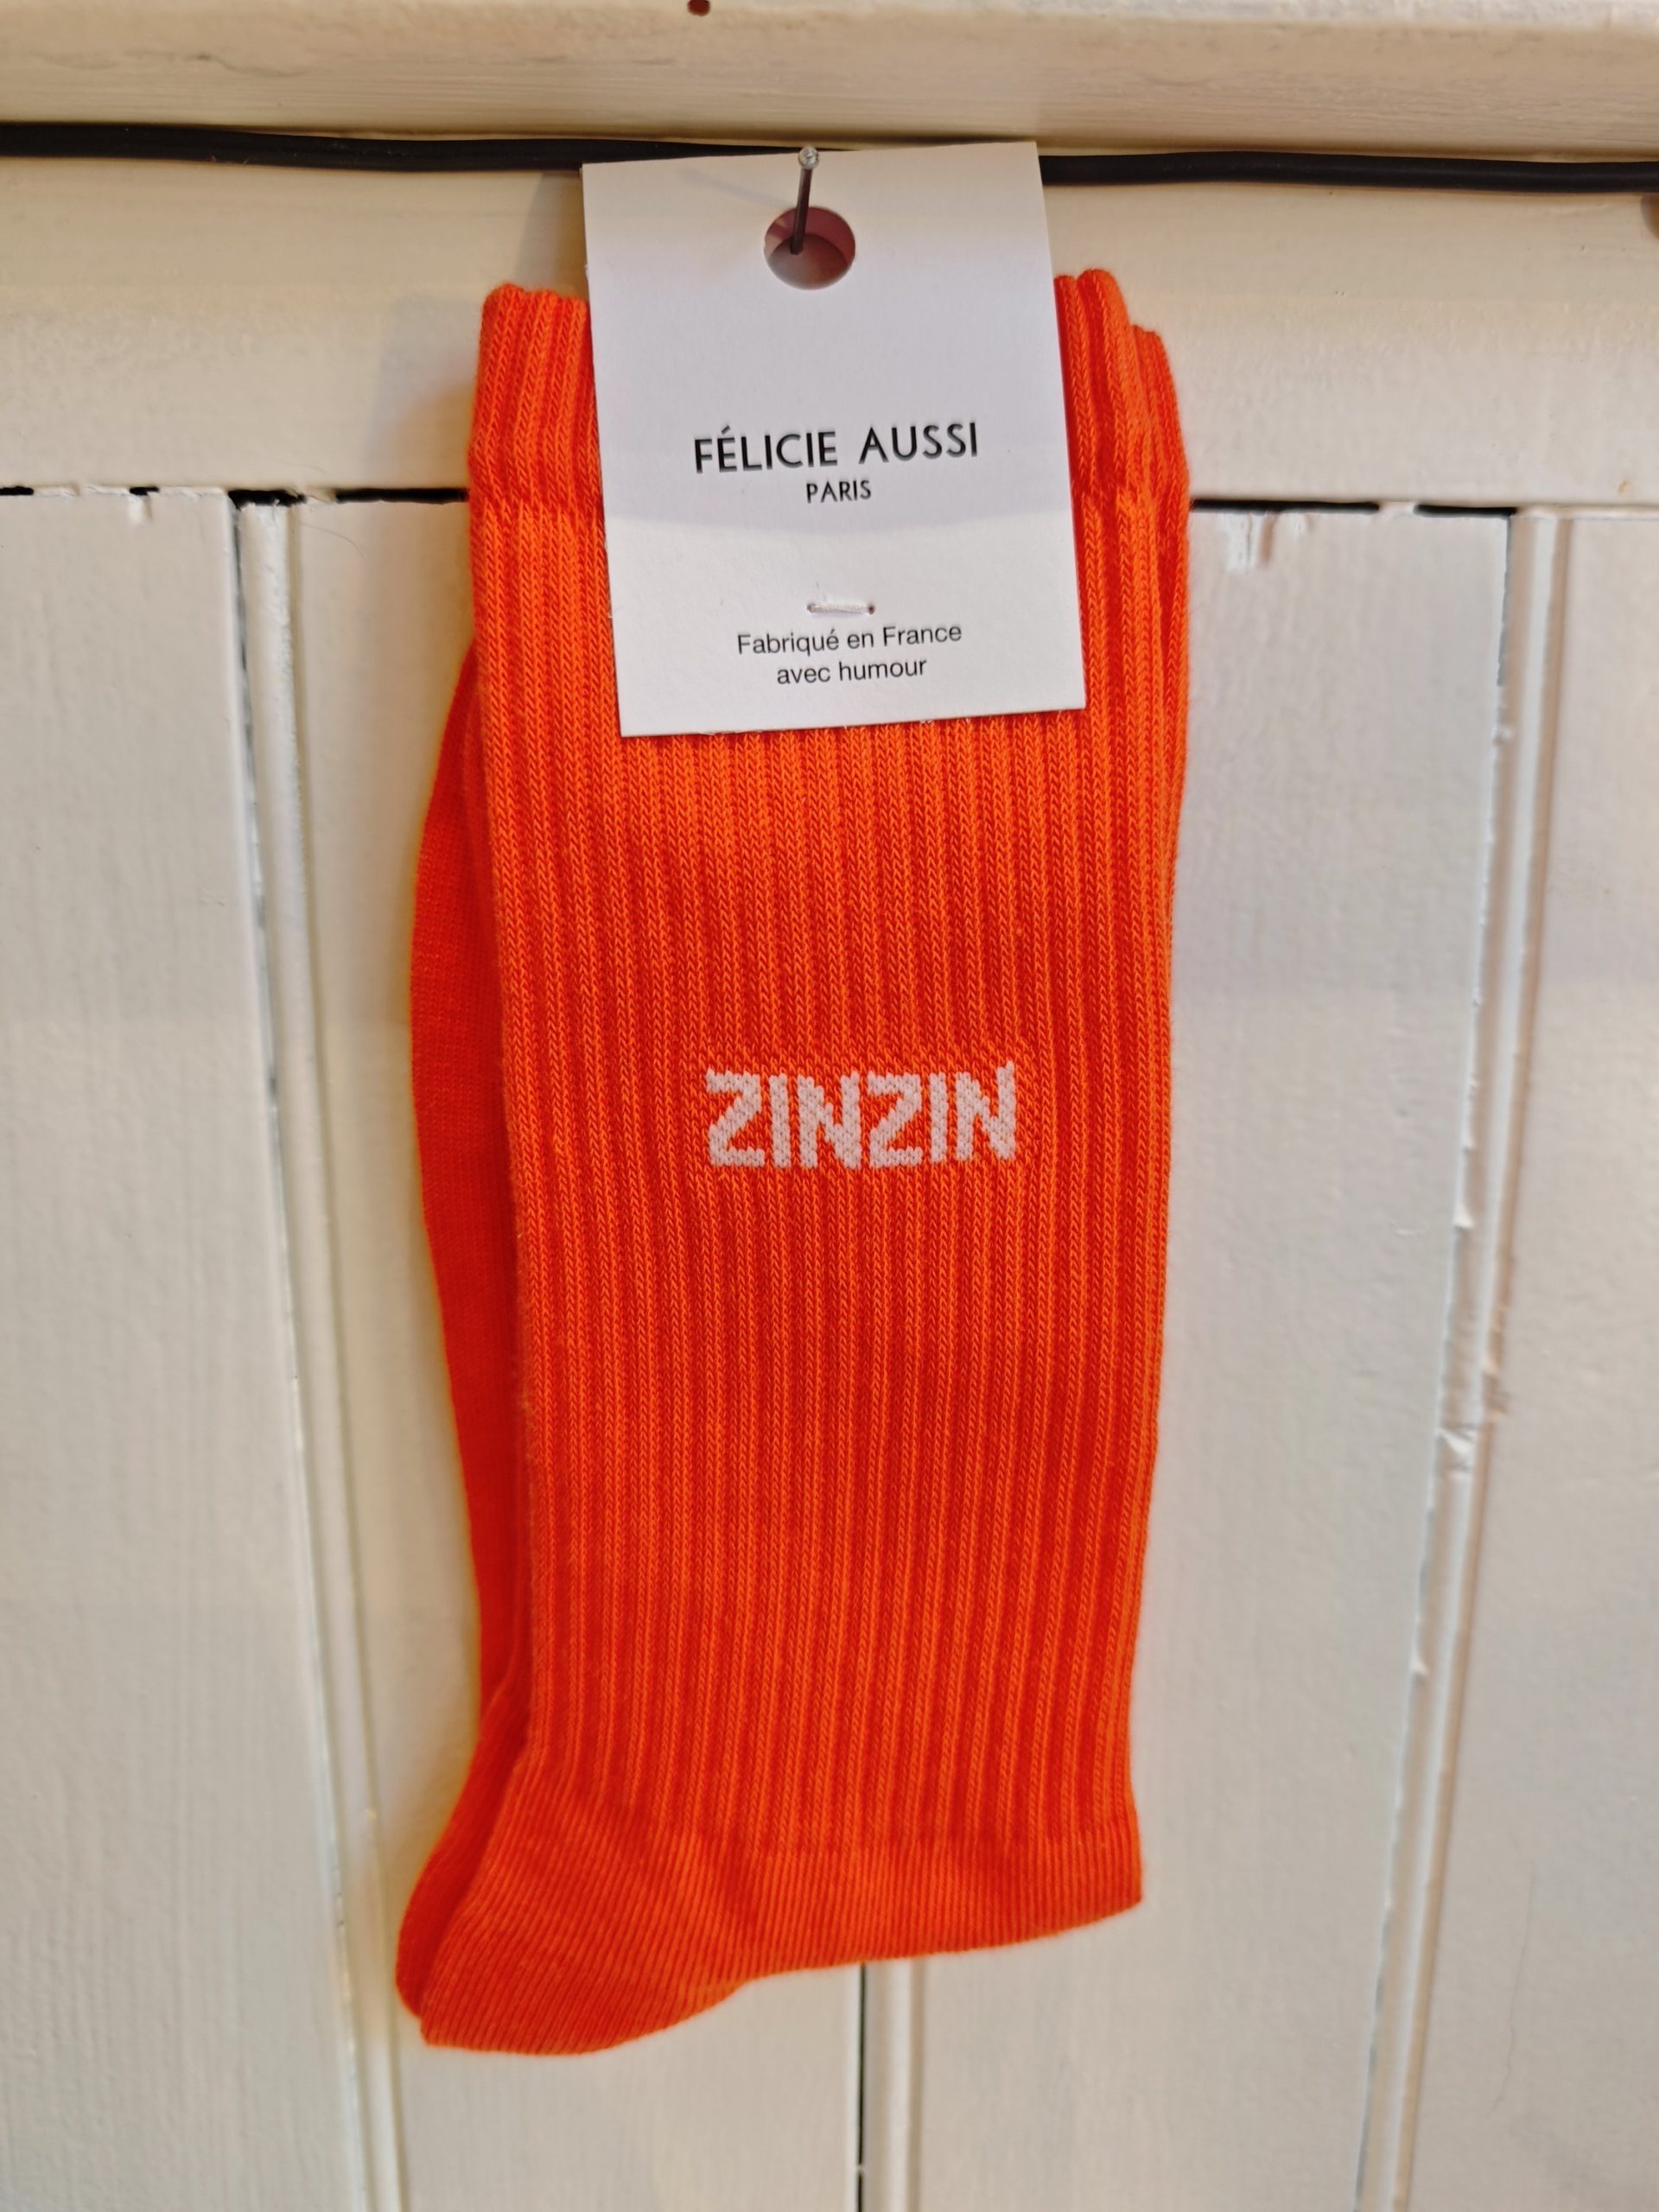 FÉLICIE AUSSI
PARIS
Fabriqué en France
avec humour
ZINZIN